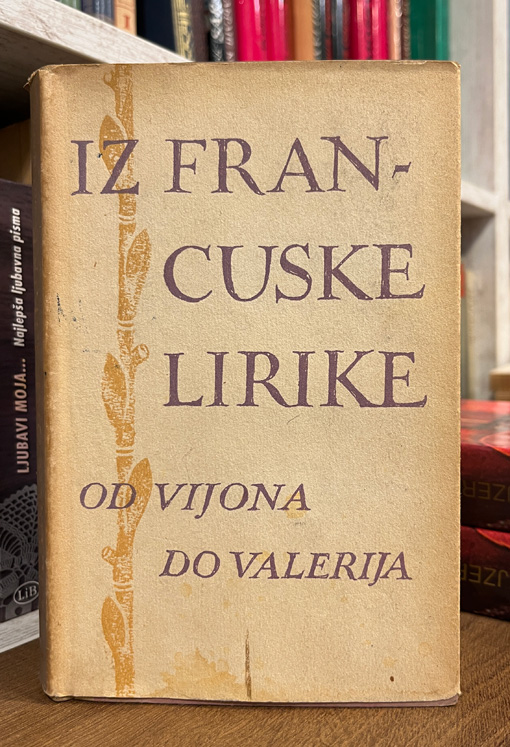 IZ FRAN-
CUSKE
LIRIKE
OD VIJONA
DO VALERIJA
LJUBAVI MOJA... Najlepša ljubavna pisma
LiB